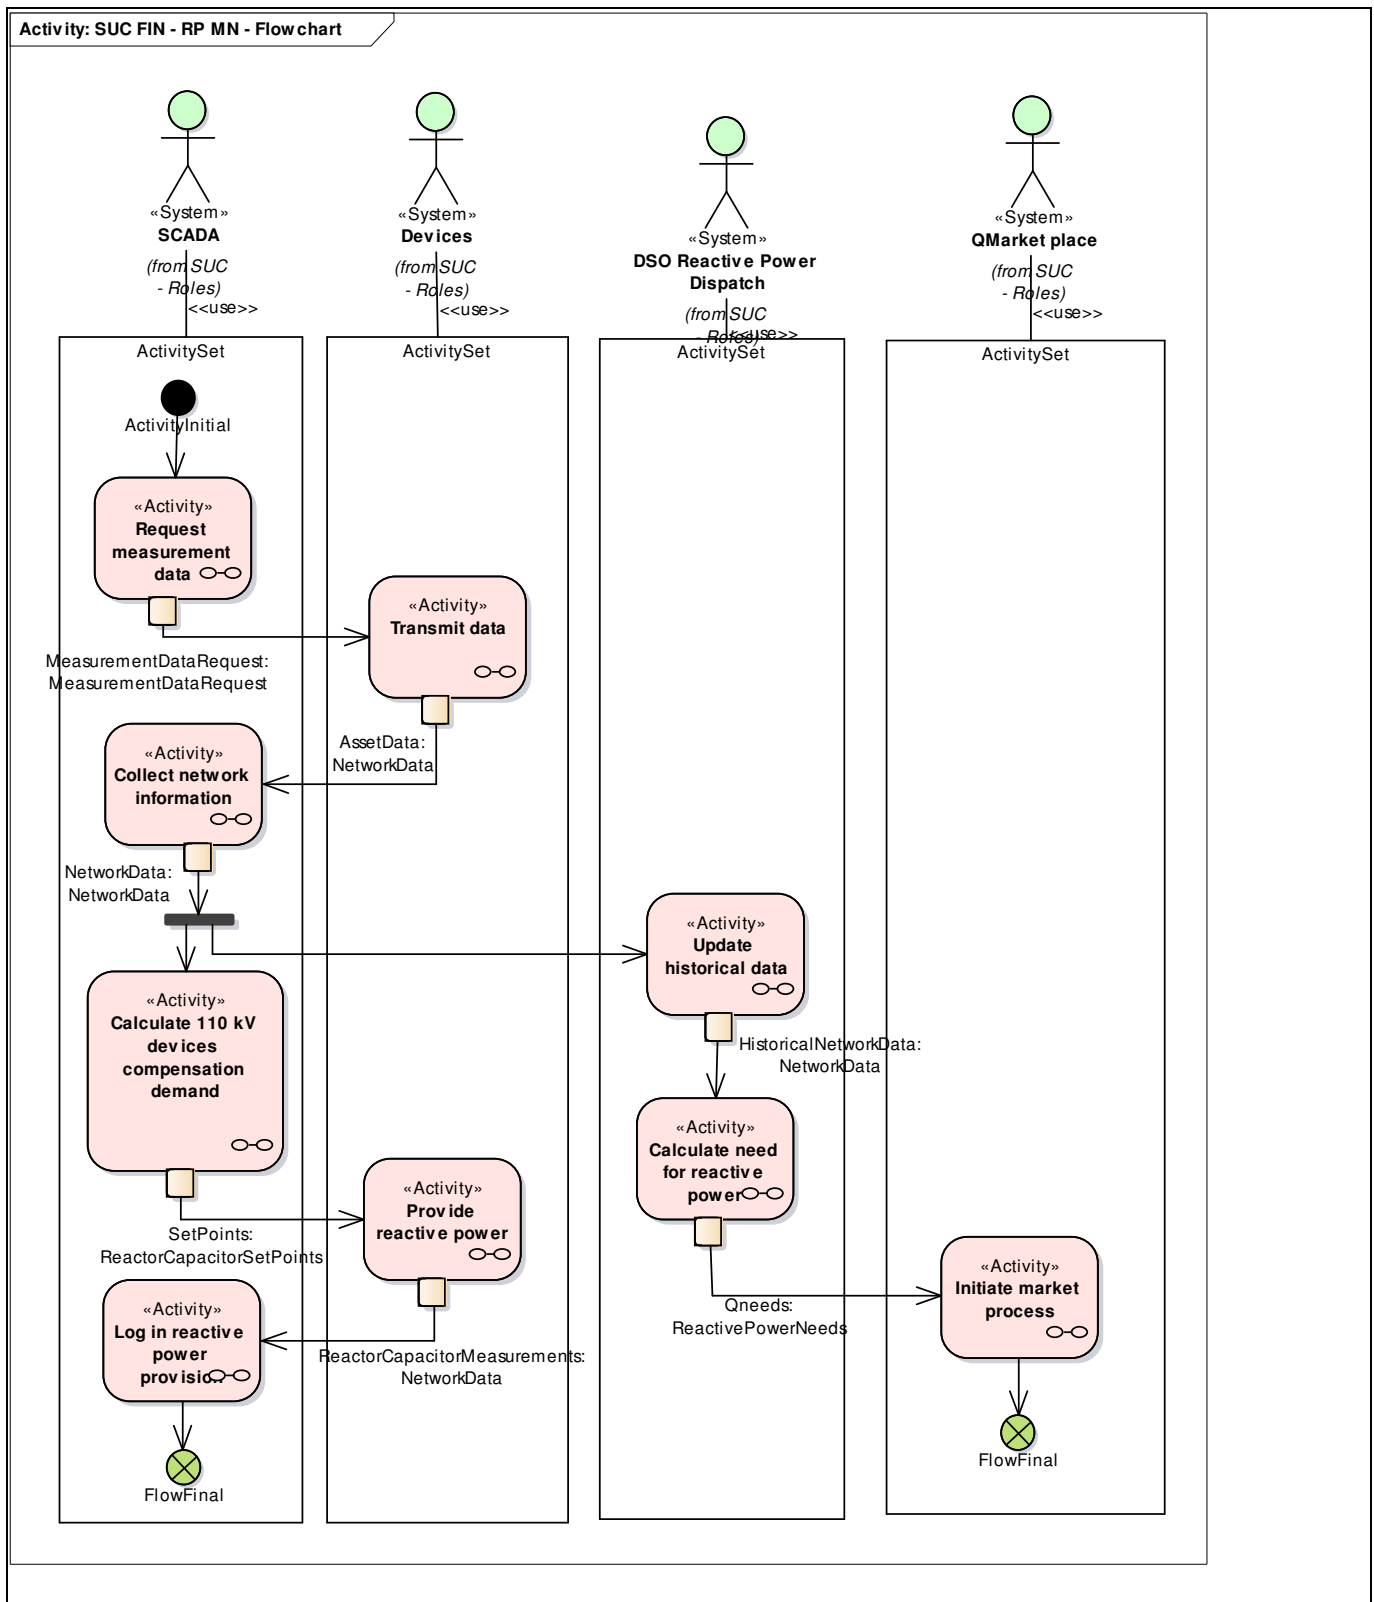 Activity: SUC FIN - RP MN - Flowchart
«System»
SCADA
(from SUC
- Roles)
<<use>>
«System»
Devices
(from SUC
- Roles)
<<use>>
«System»
DSO Reactive Power
Dispatch
(from SUC
- Roles)
<<use>>
«System»
QMarket place
(from SUC
- Roles)
<<use>>
ActivitySet
ActivitySet
ActivitySet
ActivitySet
ActivityInitial
«Activity»
Request
measurement
data
MeasurementDataRequest:
MeasurementDataRequest
«Activity»
Transmit data
AssetData:
NetworkData
«Activity»
Collect network
information
NetworkData:
NetworkData
«Activity»
Update
historical data
HistoricalNetworkData:
NetworkData
«Activity»
Calculate 110 kV
devices
compensation
demand
SetPoints:
ReactorCapacitorSetPoints
«Activity»
Calculate need
for reactive
power
Qneeds:
ReactivePowerNeeds
«Activity»
Provide
reactive power
ReactorCapacitorMeasurements:
NetworkData
«Activity»
Initiate market
process
FlowFinal
«Activity»
Log in reactive
power
provision
FlowFinal